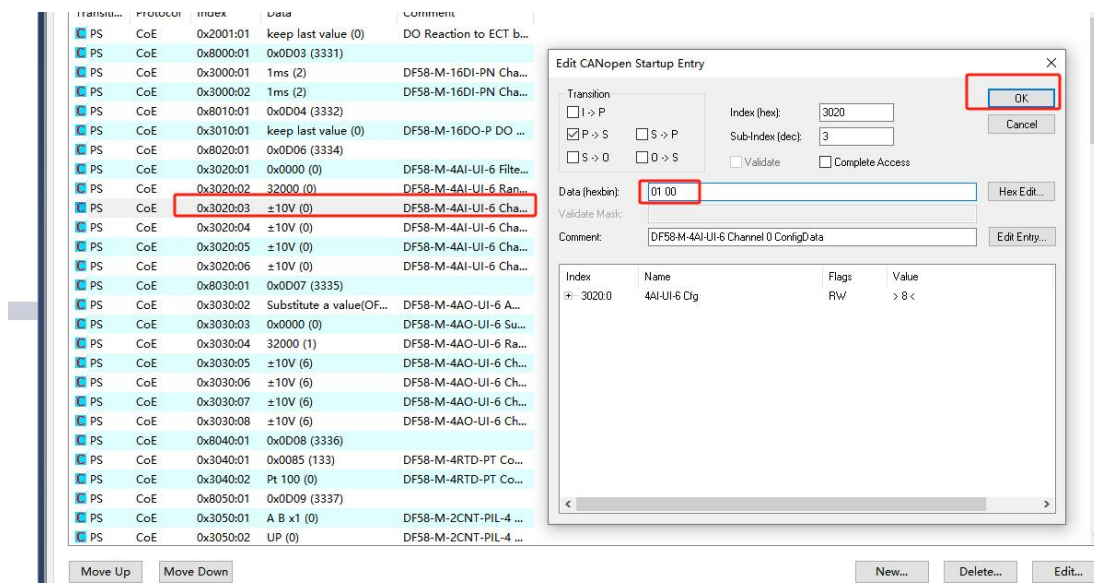 Transiti... Protocol Index Data Comment
C PS CoE 0x2001:01 keep last value (0) DO Reaction to ECT b...
C PS CoE 0x8000:01 0x0D03 (3331)
C PS CoE 0x3000:01 1ms (2) DF58-M-16DI-PN Cha...
C PS CoE 0x3000:02 1ms (2) DF58-M-16DI-PN Cha...
C PS CoE 0x8010:01 0x0D04 (3332)
C PS CoE 0x3010:01 keep last value (0) DF58-M-16DO-P DO ...
C PS CoE 0x8020:01 0x0D06 (3334)
C PS CoE 0x3020:01 0x0000 (0) DF58-M-4AI-UI-6 Filte...
C PS CoE 0x3020:02 32000 (0) DF58-M-4AI-UI-6 Ran...
C PS CoE 0x3020:03 ±10V (0) DF58-M-4AI-UI-6 Cha...
C PS CoE 0x3020:04 ±10V (0) DF58-M-4AI-UI-6 Cha...
C PS CoE 0x3020:05 ±10V (0) DF58-M-4AI-UI-6 Cha...
C PS CoE 0x3020:06 ±10V (0) DF58-M-4AI-UI-6 Cha...
C PS CoE 0x8030:01 0x0D07 (3335)
C PS CoE 0x3030:02 Substitute a value(OF... DF58-M-4AO-UI-6 A...
C PS CoE 0x3030:03 0x0000 (0) DF58-M-4AO-UI-6 Su...
C PS CoE 0x3030:04 32000 (1) DF58-M-4AO-UI-6 Ra...
C PS CoE 0x3030:05 ±10V (6) DF58-M-4AO-UI-6 Ch...
C PS CoE 0x3030:06 ±10V (6) DF58-M-4AO-UI-6 Ch...
C PS CoE 0x3030:07 ±10V (6) DF58-M-4AO-UI-6 Ch...
C PS CoE 0x3030:08 ±10V (6) DF58-M-4AO-UI-6 Ch...
C PS CoE 0x8040:01 0x0D08 (3336)
C PS CoE 0x3040:01 0x0085 (133) DF58-M-4RTD-PT Co...
C PS CoE 0x3040:02 Pt 100 (0) DF58-M-4RTD-PT Co...
C PS CoE 0x8050:01 0x0D09 (3337)
C PS CoE 0x3050:01 A B x1 (0) DF58-M-2CNT-PIL-4 ...
C PS CoE 0x3050:02 UP (0) DF58-M-2CNT-PIL-4 ...
Move Up Move Down New... Delete... Edit...
Edit CANopen Startup Entry
Transition
I -> P
P -> S S -> P
S -> O O -> S
Index (hex): 3020
Sub-Index (dec): 3
Validate Complete Access
OK
Cancel
Data (hexbin): 01 00 Hex Edit...
Validate Mask:
Comment: DF58-M-4AI-UI-6 Channel 0 ConfigData Edit Entry...
Index Name Flags Value
3020:0 4AI-UI-6 Cfg RW > 8 <